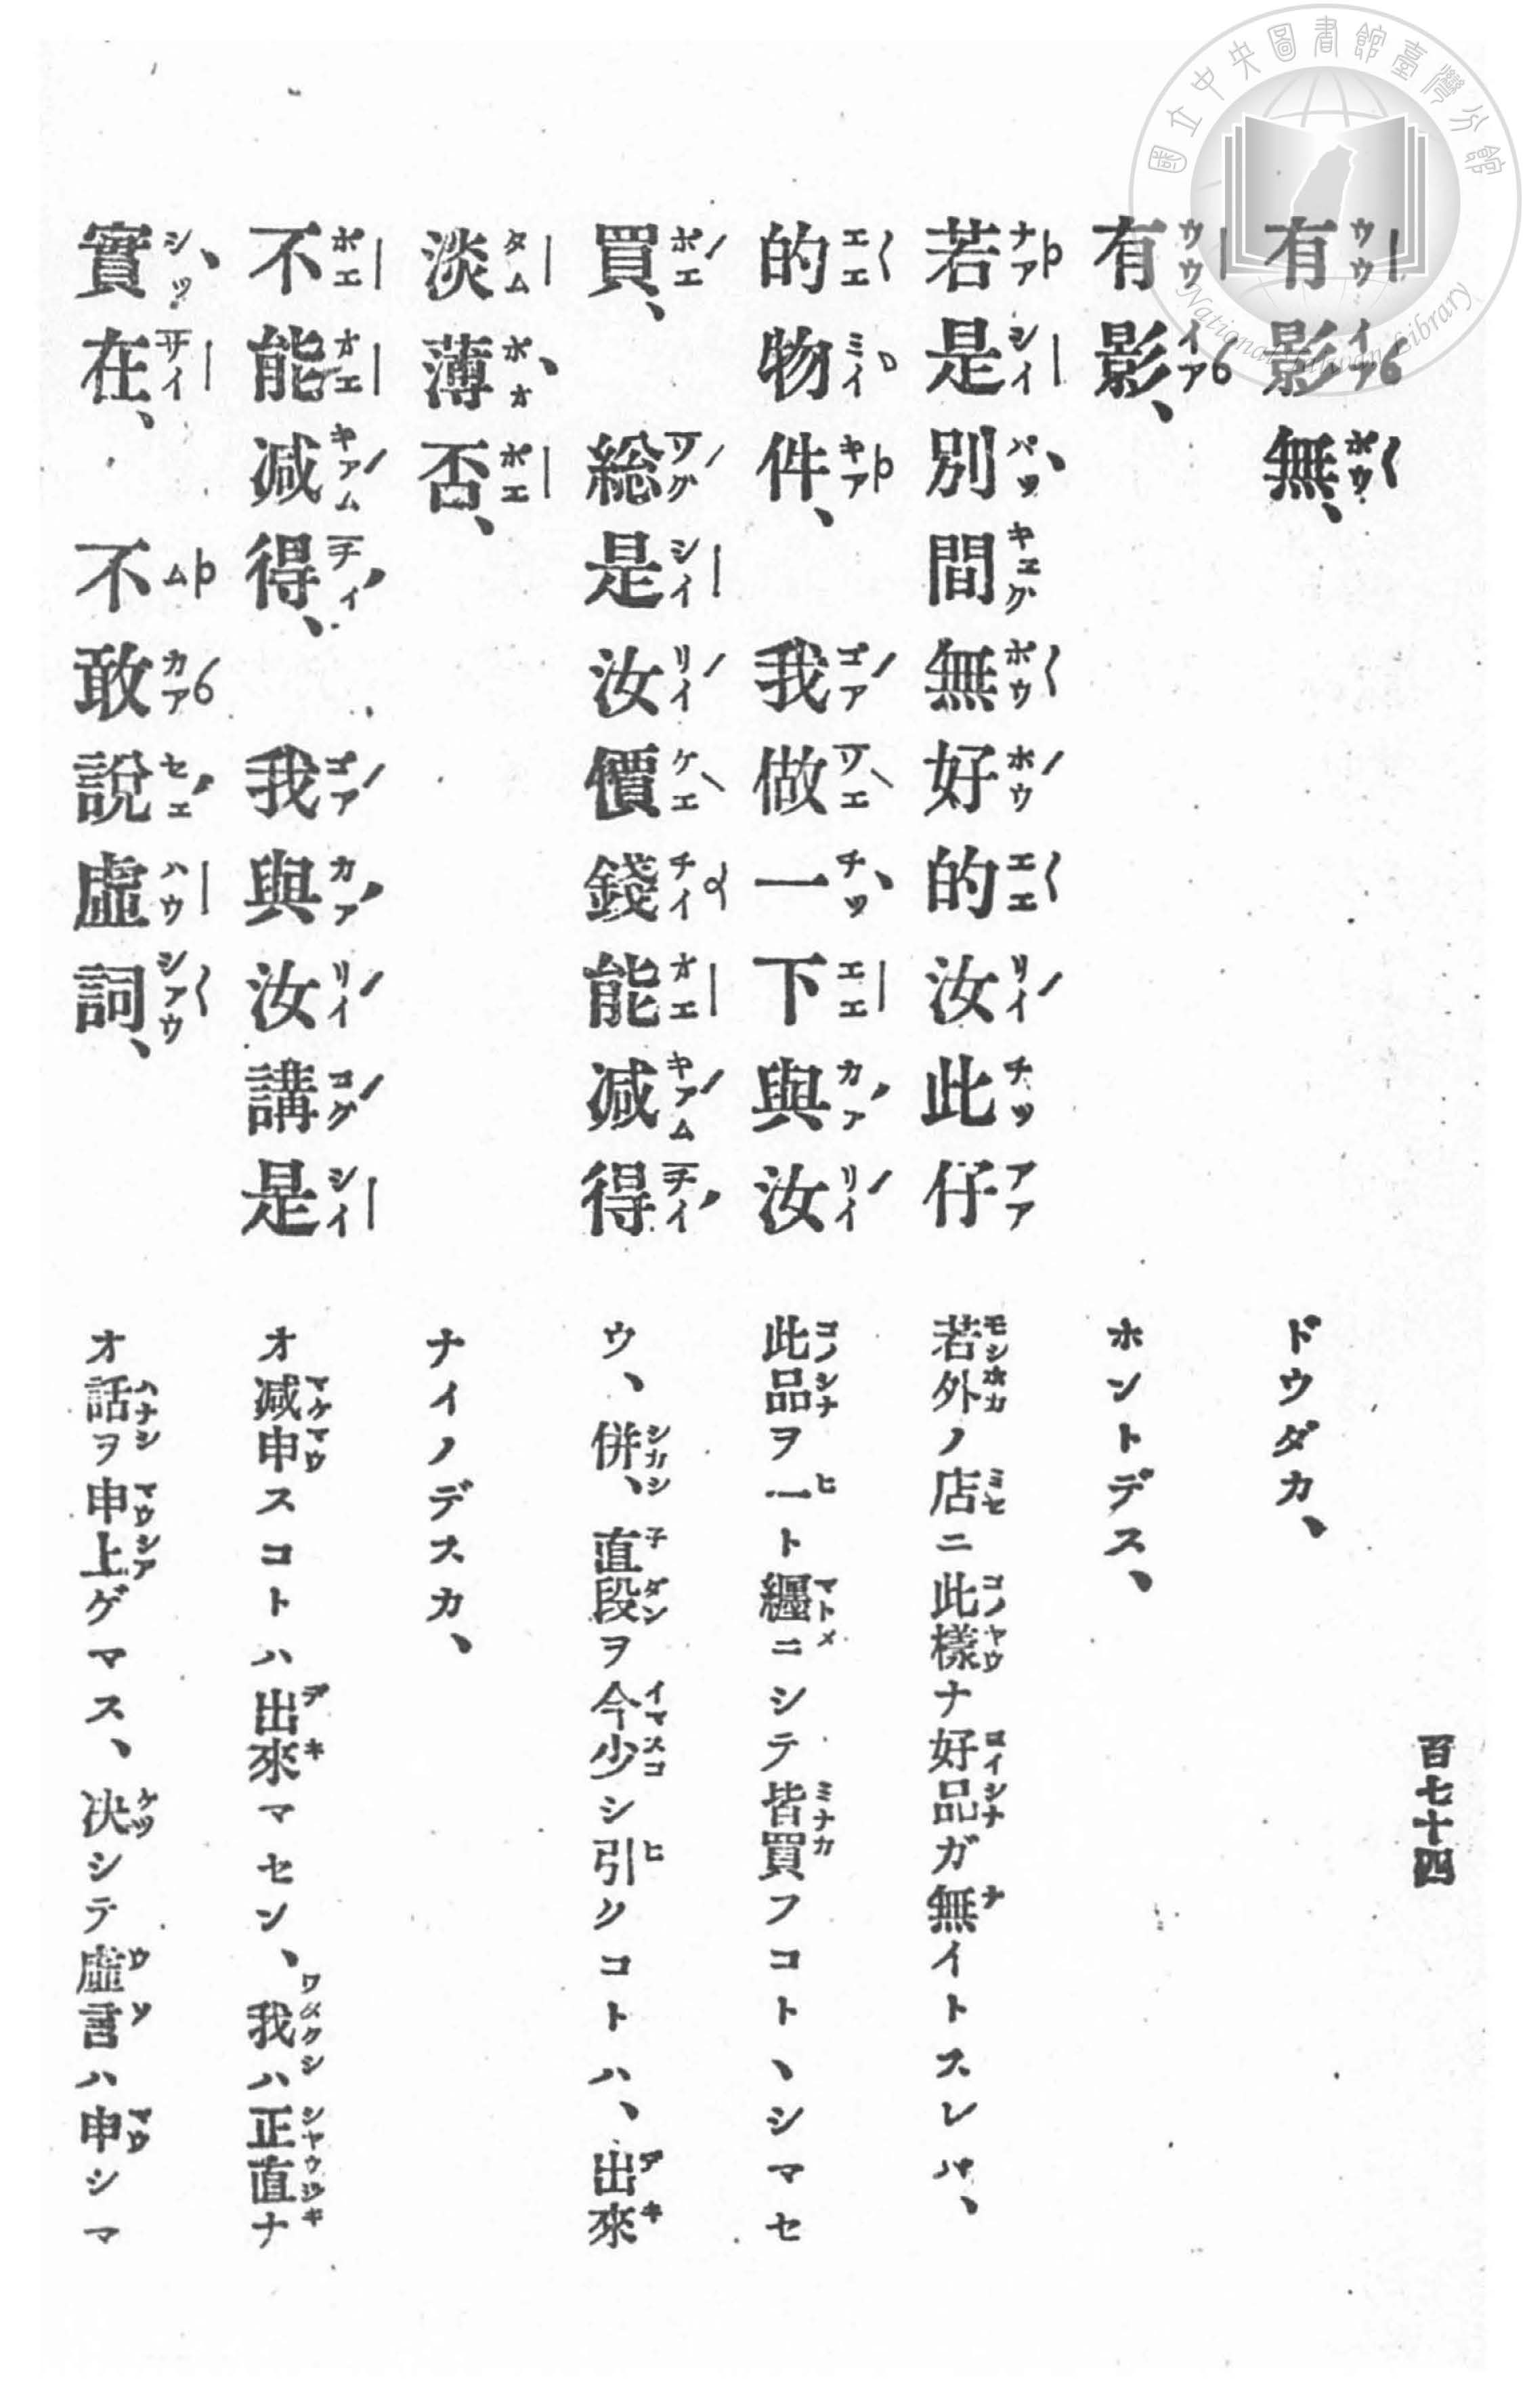 國立中央圖書館臺灣分館
National Taiwan Library
百七十四
有影無、
ドウダカ、
有影、
ホントデス、
若是別間無好的汝此仔
若外ノ店ニ此樣ナ好品ガ無イトスレバ、
的物件、我做一下與汝
此品ヲ一ト纒ニシテ皆買フコトヽシマセ
買、総是汝價錢能減得
ウ、併、直段ヲ今少シ引クコトハ、出來
淡薄否、
ナイノデスカ、
不能減得、我與汝講是
オ減申スコトハ出來マセン、我ハ正直ナ
實在、不敢說虛詞、
オ話ヲ申上ゲマス、决シテ虛言ハ申シマ